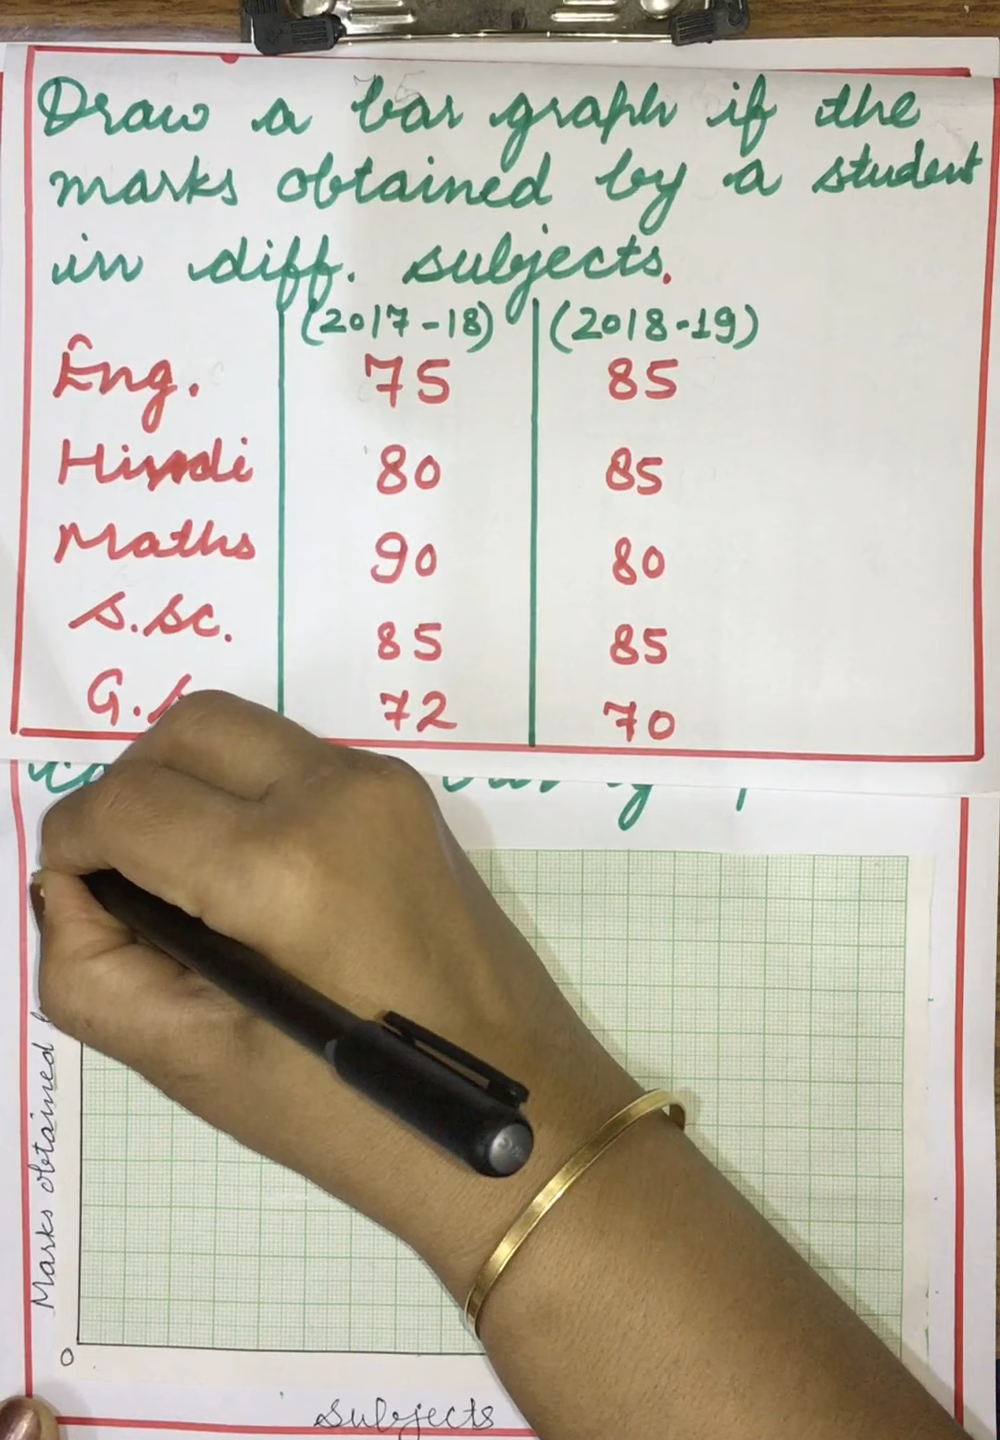 Draw a bar graph if the
marks obtained by a student
in diff. subjects.
(2017-18) (2018-19)
Eng. 75 85
Hindi 80 85
Maths 90 80
S.Sc. 85 85
G. 72 70
Marks obtained
0
Subjects